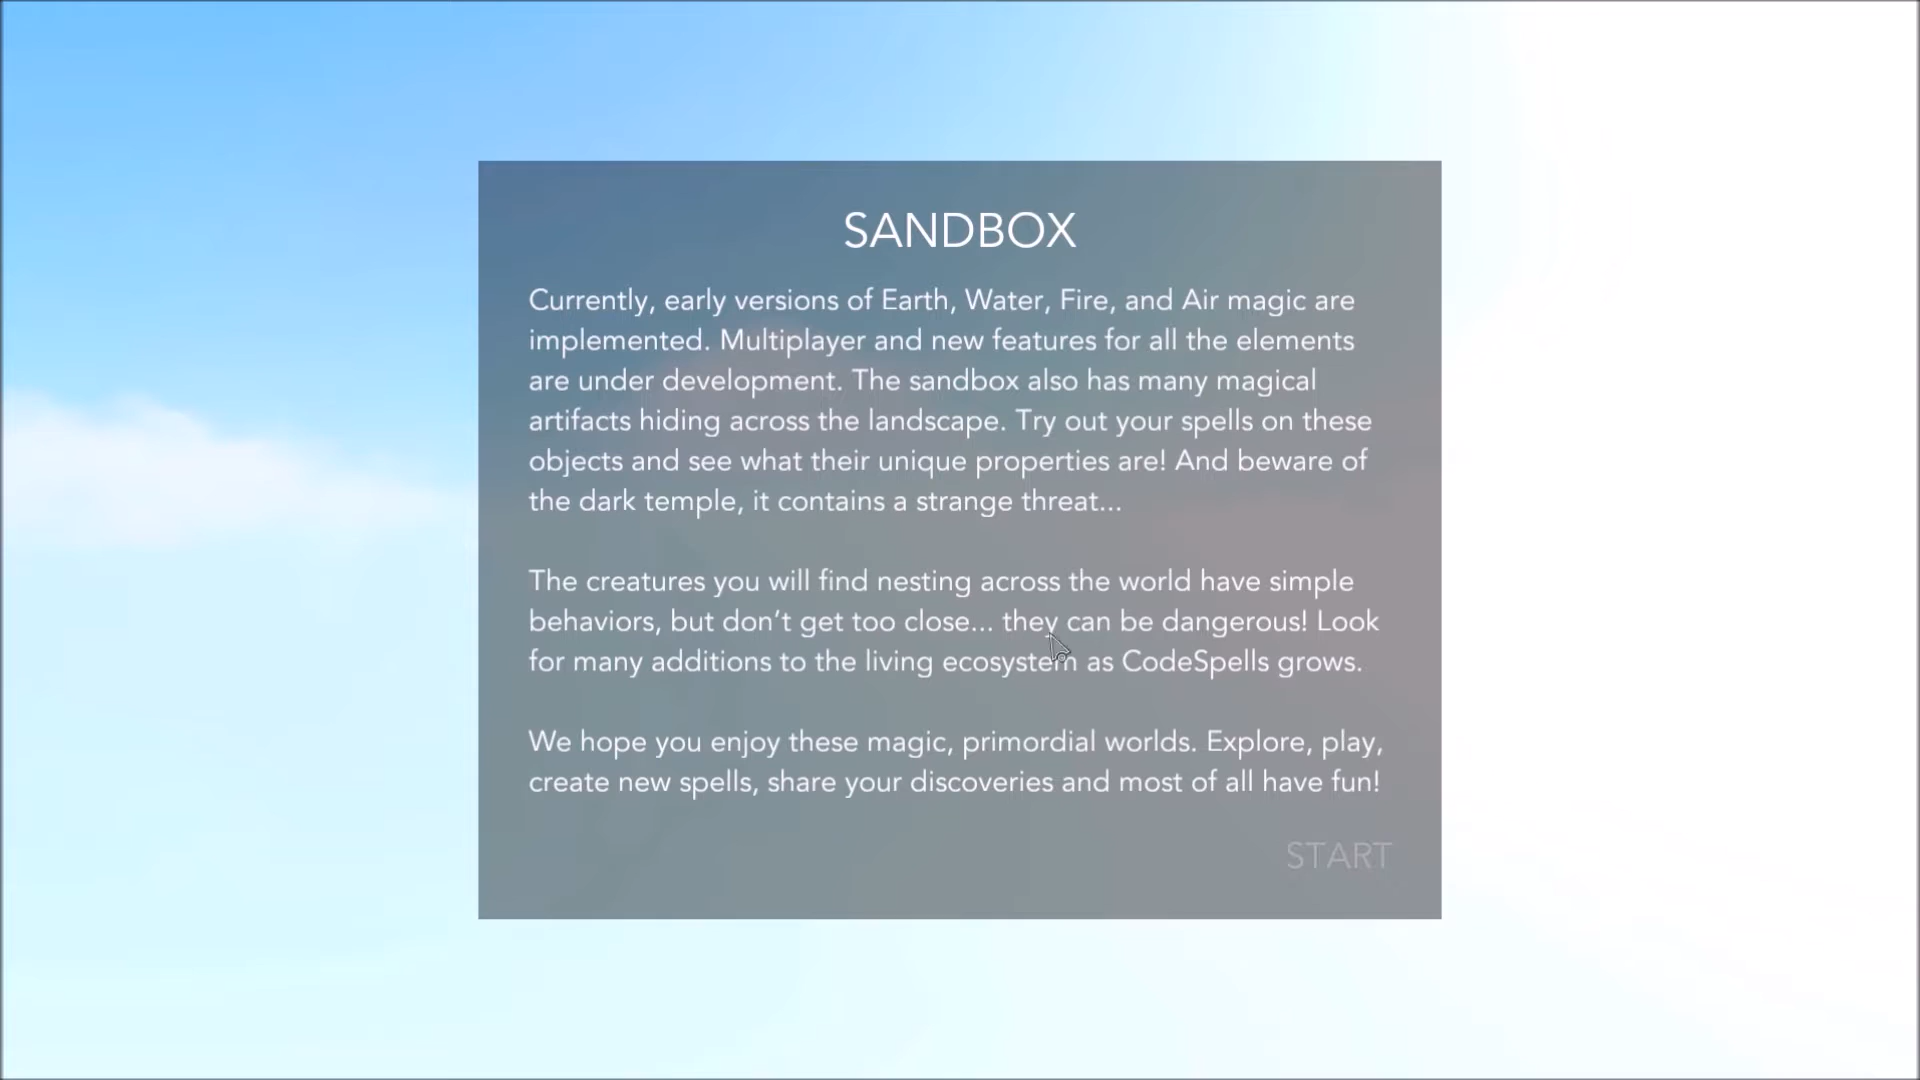 SANDBOX
Currently, early versions of Earth, Water, Fire, and Air magic are
implemented. Multiplayer and new features for all the elements
are under development. The sandbox also has many magical
artifacts hiding across the landscape. Try out your spells on these
objects and see what their unique properties are! And beware of
the dark temple, it contains a strange threat...
The creatures you will find nesting across the world have simple
behaviors, but don’t get too close... they can be dangerous! Look
for many additions to the living ecosystem as CodeSpells grows.
We hope you enjoy these magic, primordial worlds. Explore, play,
create new spells, share your discoveries and most of all have fun!
START